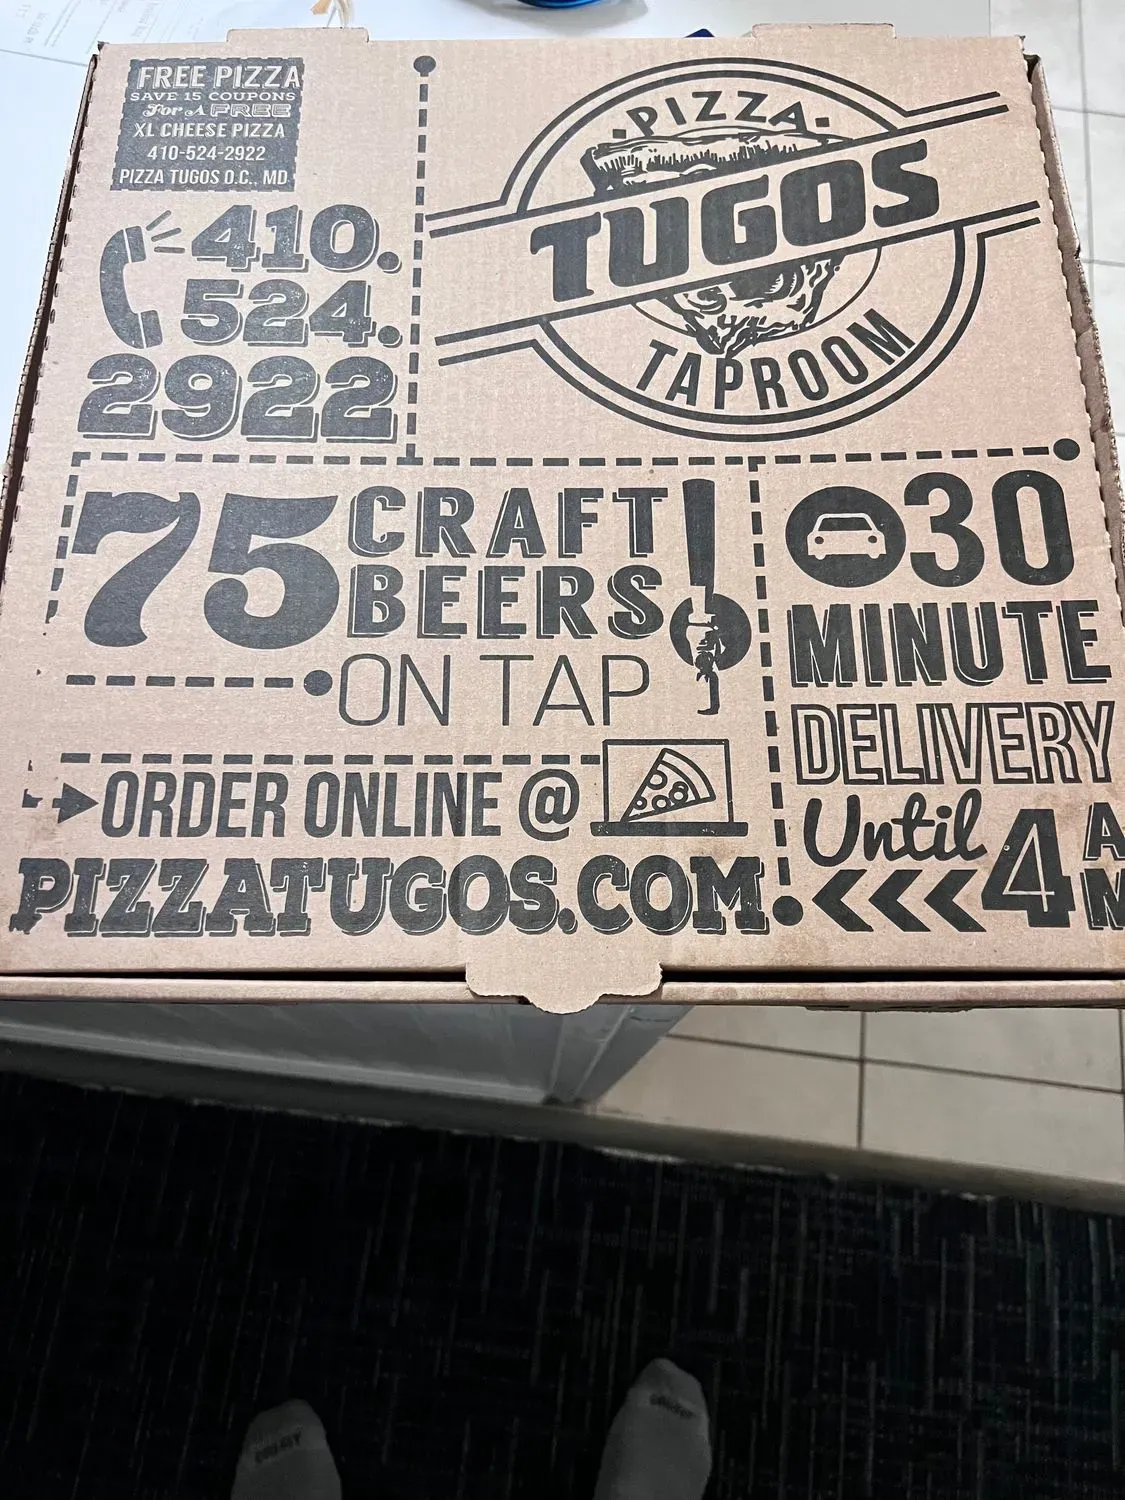 FREE PIZZA
SAVE 15 COUPONS
For A FREE
XL CHEESE PIZZA
410-524-2922
PIZZA TUGOS O.C., MD
410.
524.
2922
PIZZA
TUGOS
TAPROOM
75 CRAFT
BEERS
ON TAP
ORDER ONLINE @
PIZZATUGOS.COM
30
MINUTE
DELIVERY
Until 4 AM